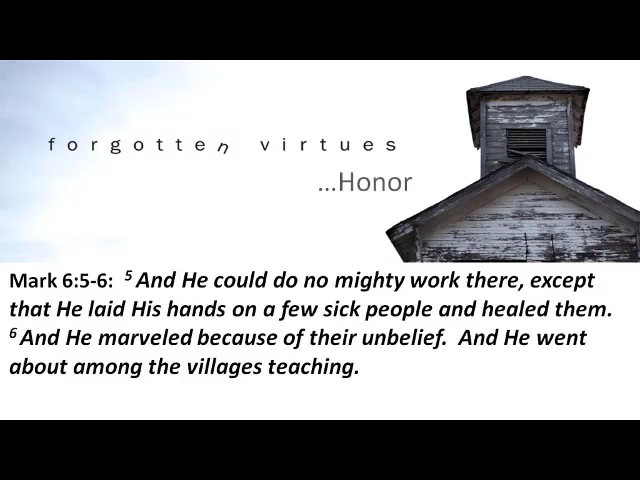 forgotten virtues
...Honor
Mark 6:5-6: 5 And He could do no mighty work there, except
that He laid His hands on a few sick people and healed them.
6 And He marveled because of their unbelief. And He went
about among the villages teaching.